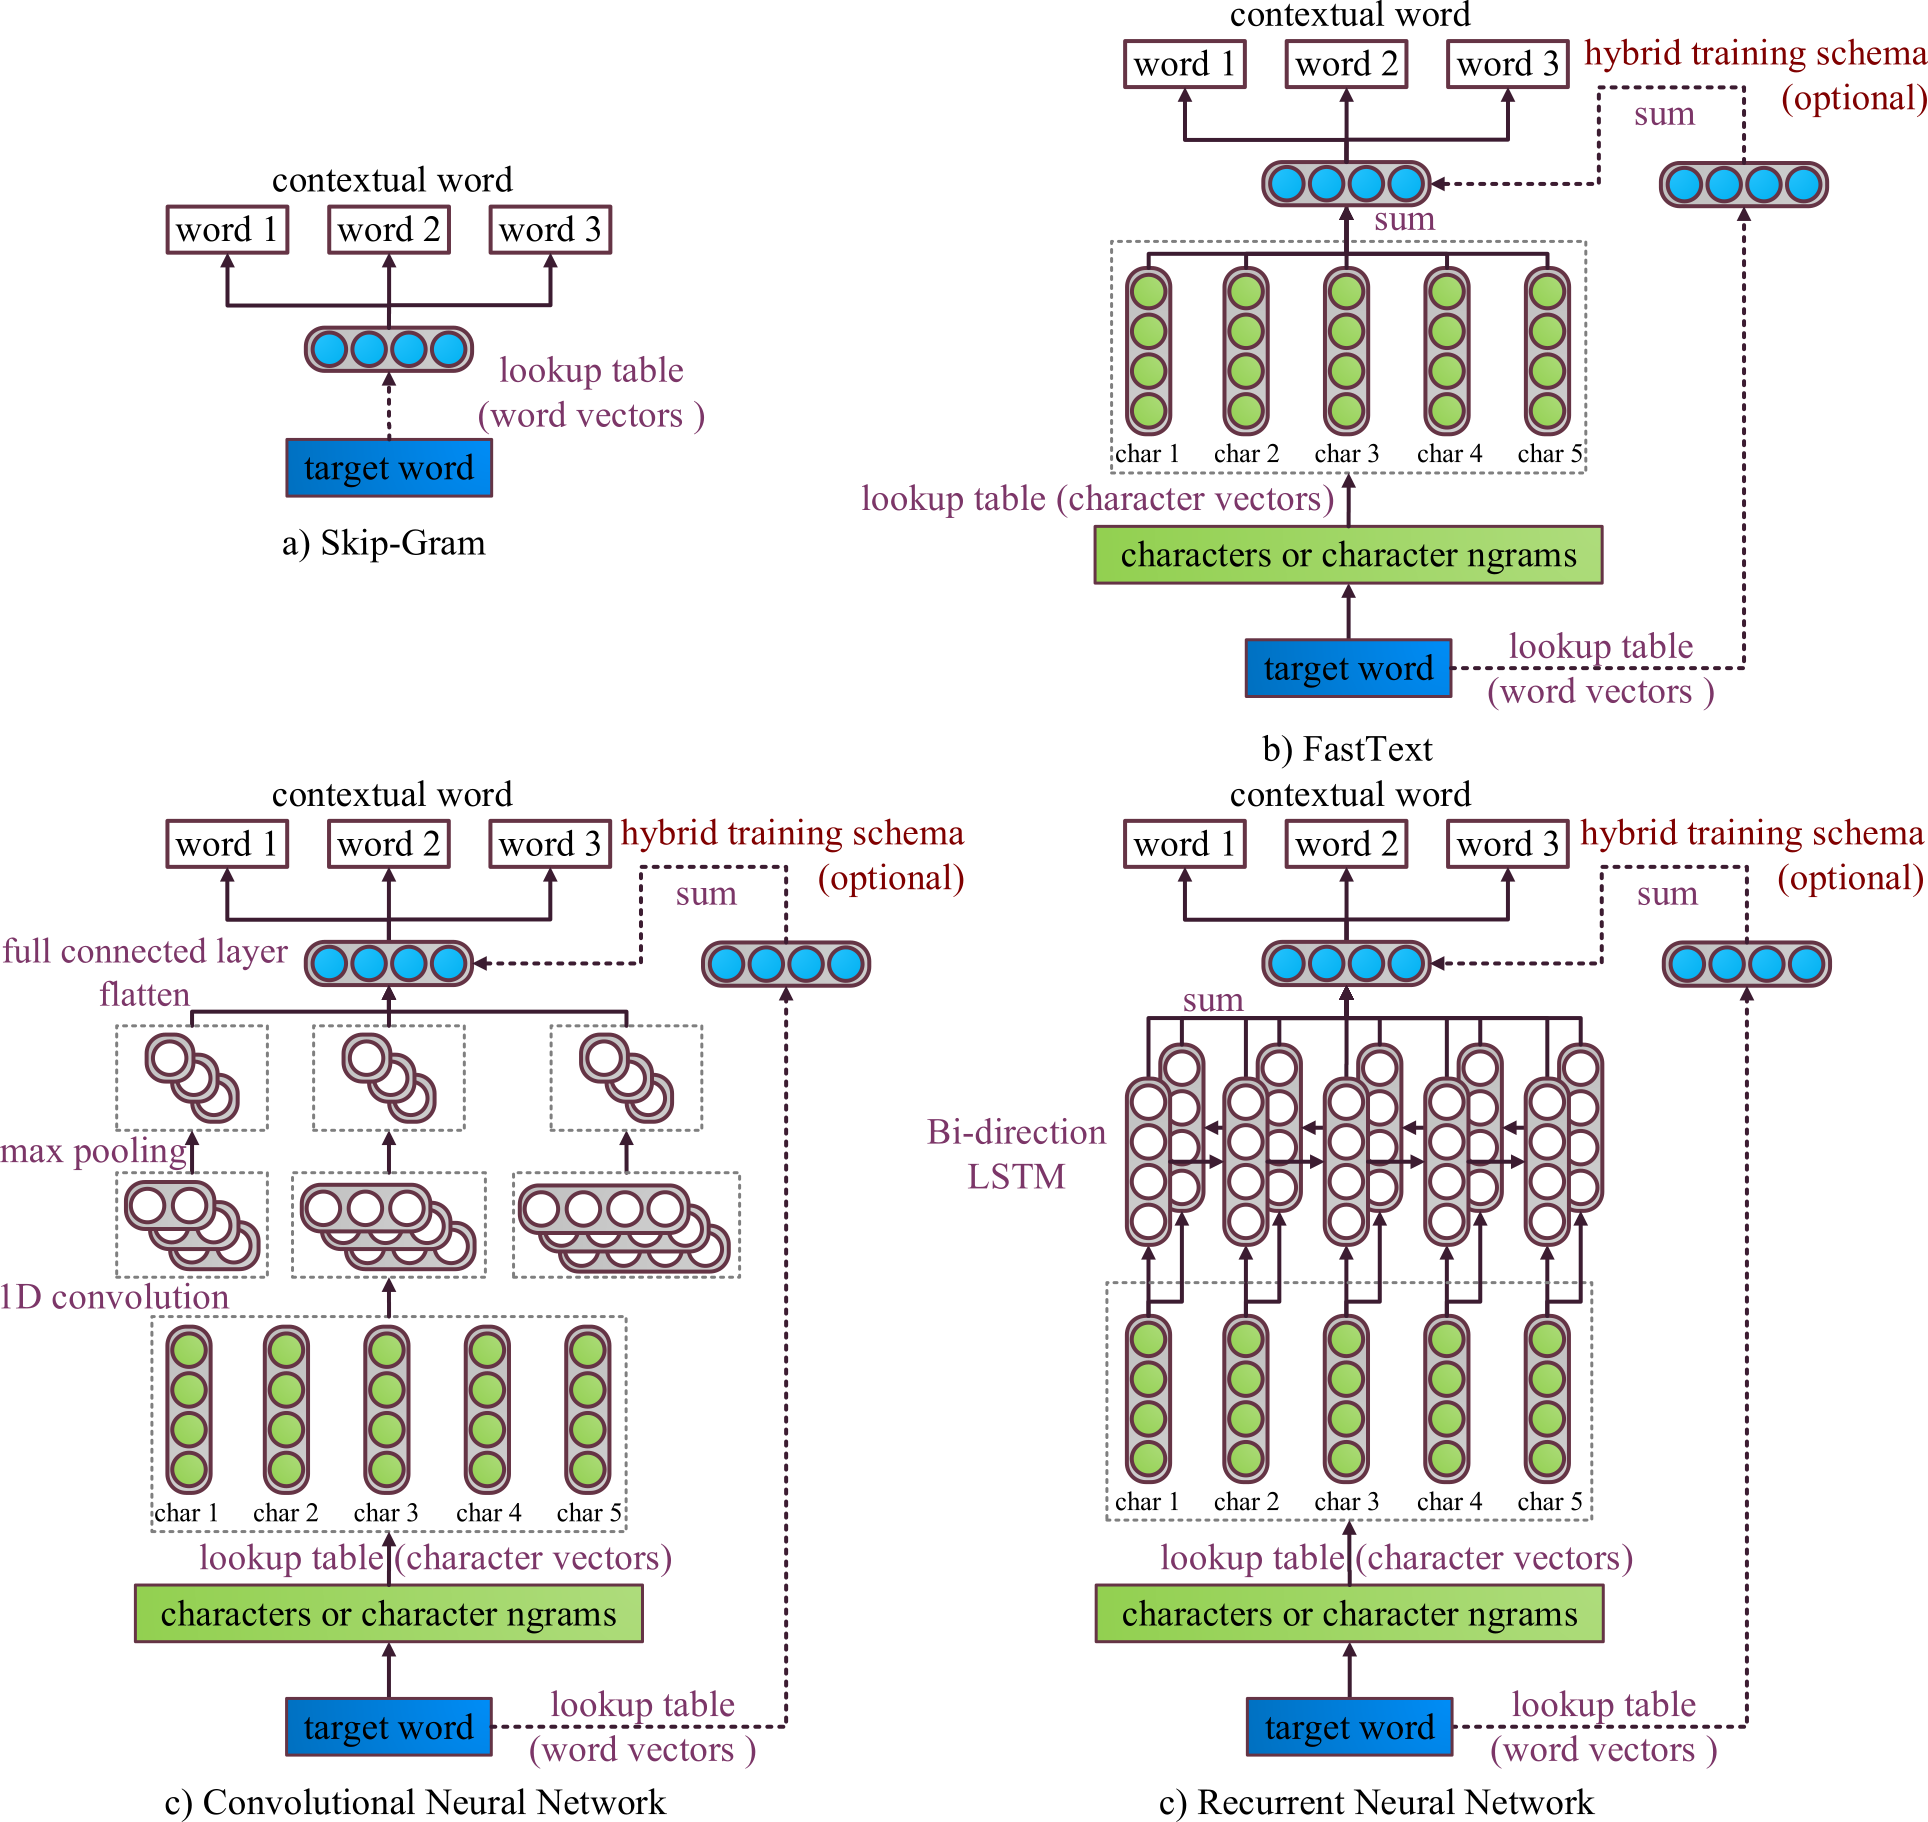 contextual word
word 1 word 2 word 3
lookup table
(word vectors )
target word
a) Skip-Gram
contextual word
word 1 word 2 word 3
hybrid training schema
(optional)
sum
sum
char 1 char 2 char 3 char 4 char 5
lookup table (character vectors)
characters or character ngrams
target word
lookup table
(word vectors )
b) FastText
contextual word
word 1 word 2 word 3
hybrid training schema
(optional)
sum
full connected layer
flatten
max pooling
1D convolution
char 1 char 2 char 3 char 4 char 5
lookup table (character vectors)
characters or character ngrams
target word
lookup table
(word vectors )
c) Convolutional Neural Network
contextual word
word 1 word 2 word 3
hybrid training schema
(optional)
sum
sum
Bi-direction
LSTM
char 1 char 2 char 3 char 4 char 5
lookup table (character vectors)
characters or character ngrams
target word
lookup table
(word vectors )
c) Recurrent Neural Network